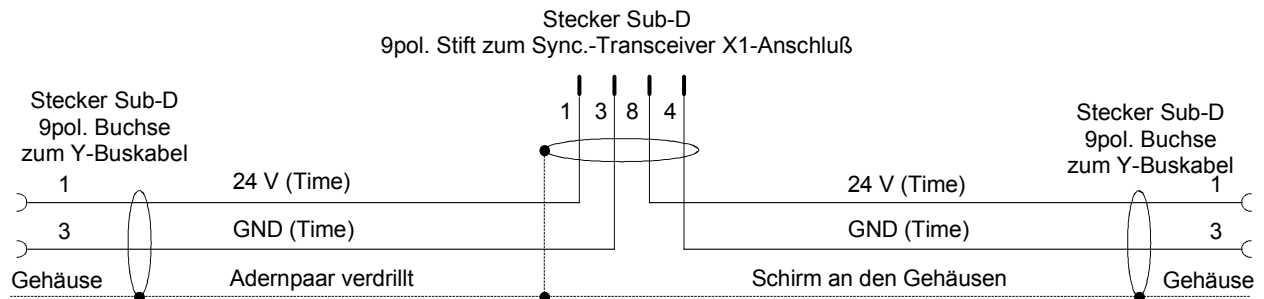 Stecker Sub-D
9pol. Stift zum Sync.-Transceiver X1-Anschluß
Stecker Sub-D
9pol. Buchse
zum Y-Buskabel
1 3 8 4
Stecker Sub-D
9pol. Buchse
zum Y-Buskabel
1 24 V (Time) 24 V (Time) 1
3 GND (Time) GND (Time) 3
Gehäuse Adernpaar verdrillt Schirm an den Gehäusen Gehäuse